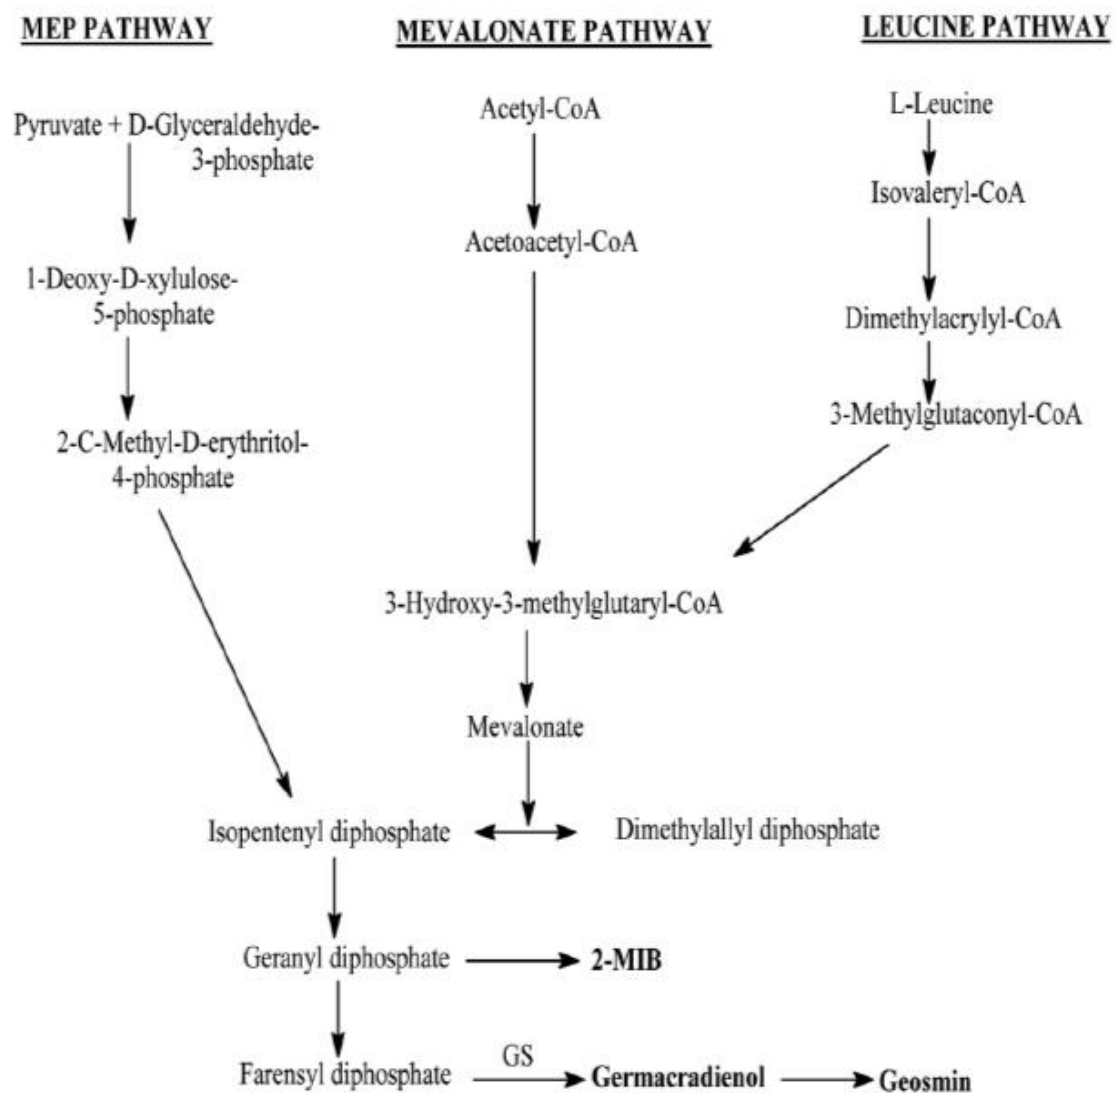 MEP PATHWAY
MEVALONATE PATHWAY
LEUCINE PATHWAY
Pyruvate + D-Glyceraldehyde-
3-phosphate
1-Deoxy-D-xylulose-
5-phosphate
2-C-Methyl-D-erythritol-
4-phosphate
Acetyl-CoA
Acetoacetyl-CoA
L-Leucine
Isovaleryl-CoA
Dimethylacrylyl-CoA
3-Methylglutaconyl-CoA
3-Hydroxy-3-methylglutaryl-CoA
Mevalonate
Isopentenyl diphosphate
Dimethylallyl diphosphate
Geranyl diphosphate
2-MIB
Farensyl diphosphate
GS
Germacradienol
Geosmin